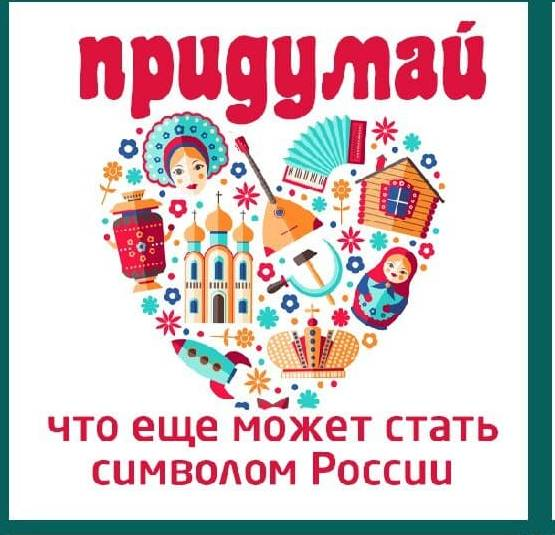 придумай
что еще может стать
символом России